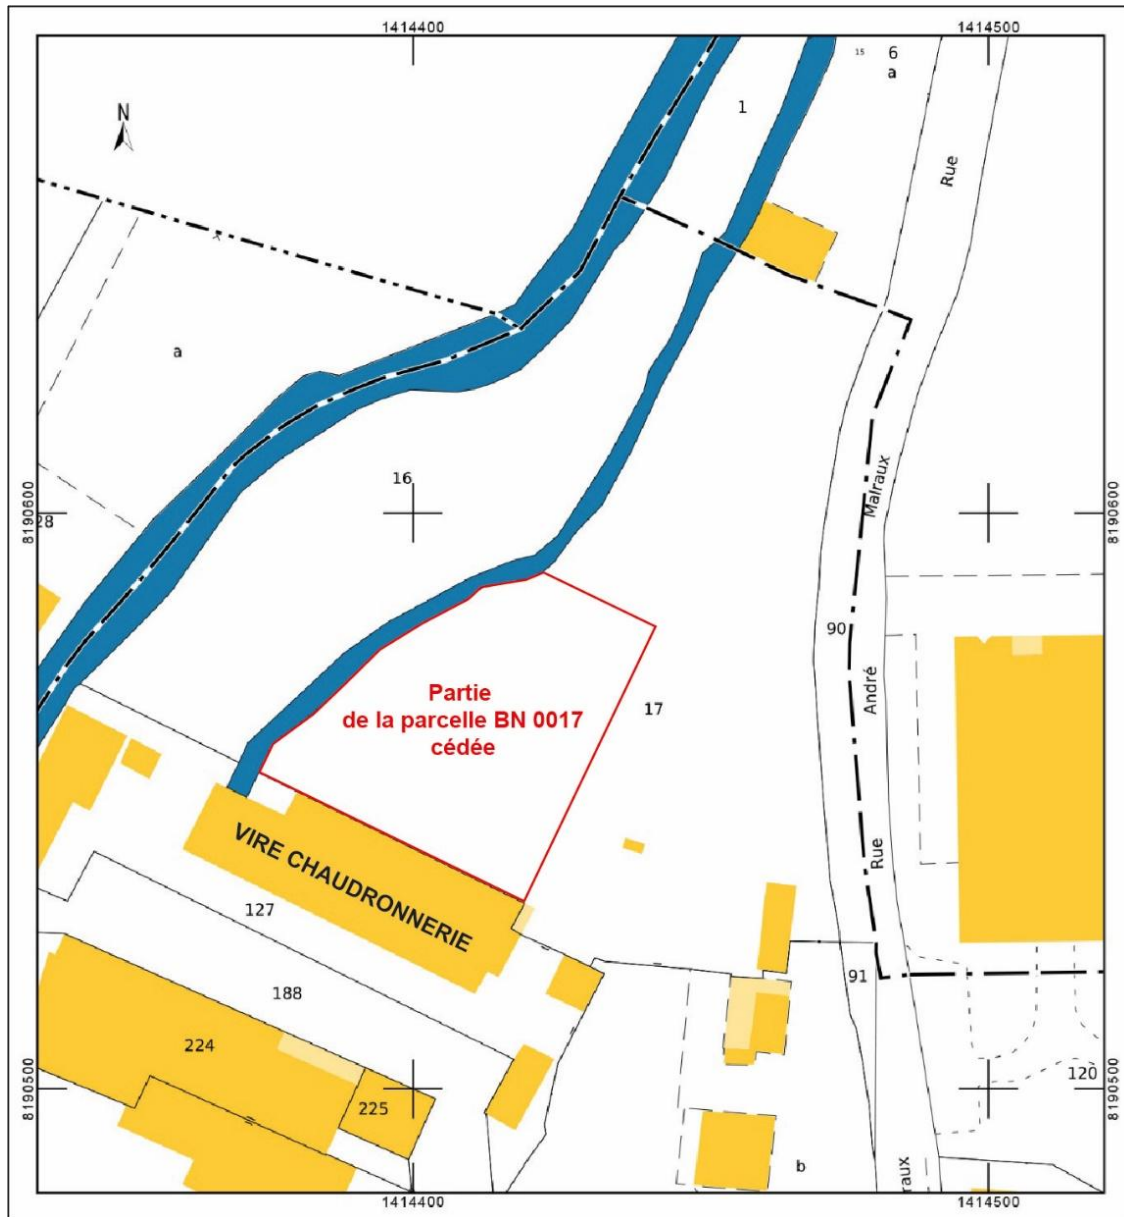 1414400
1414500
15
6
a
1
N
Rue
a
16
Malraux
8190600
8190600
28
90
Partie
de la parcelle BN 0017
cédée
17
André
VIRE CHAUDRONNERIE
Rue
127
91
188
224
225
120
8190500
8190500
b
raux
1414400
1414500